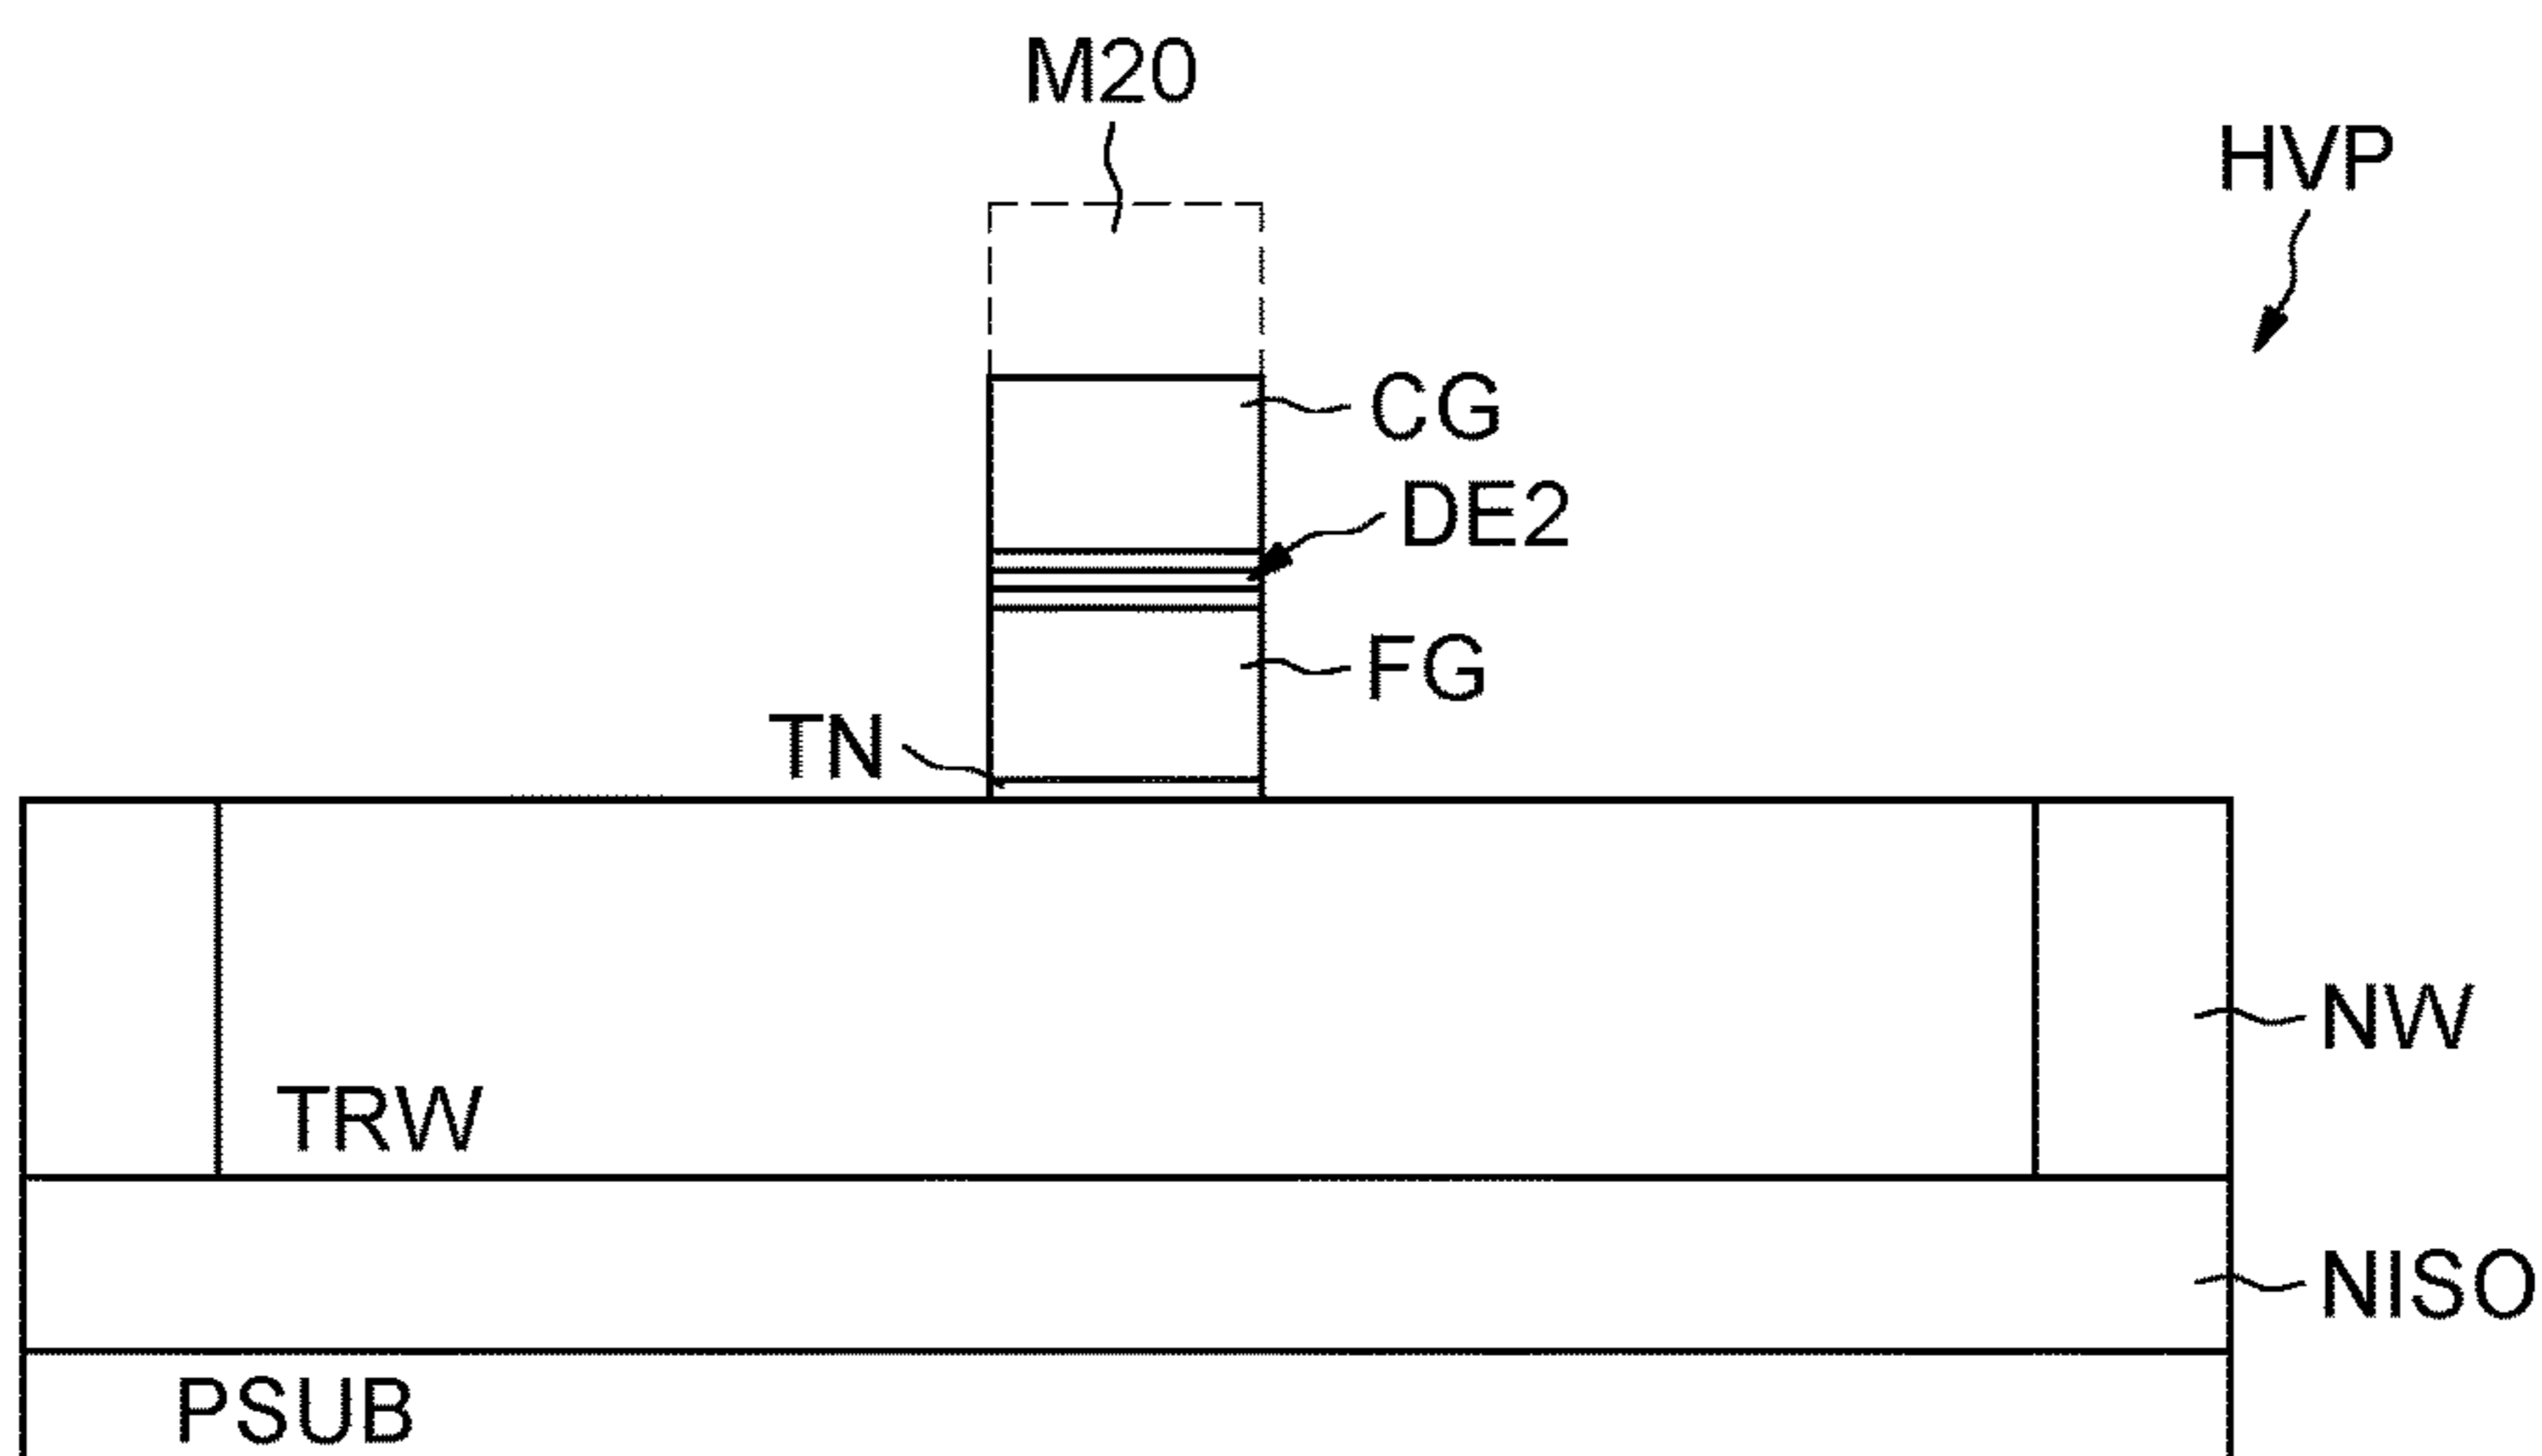 M20
HVP
CG
DE2
FG
TN
NW
TRW
NISO
PSUB